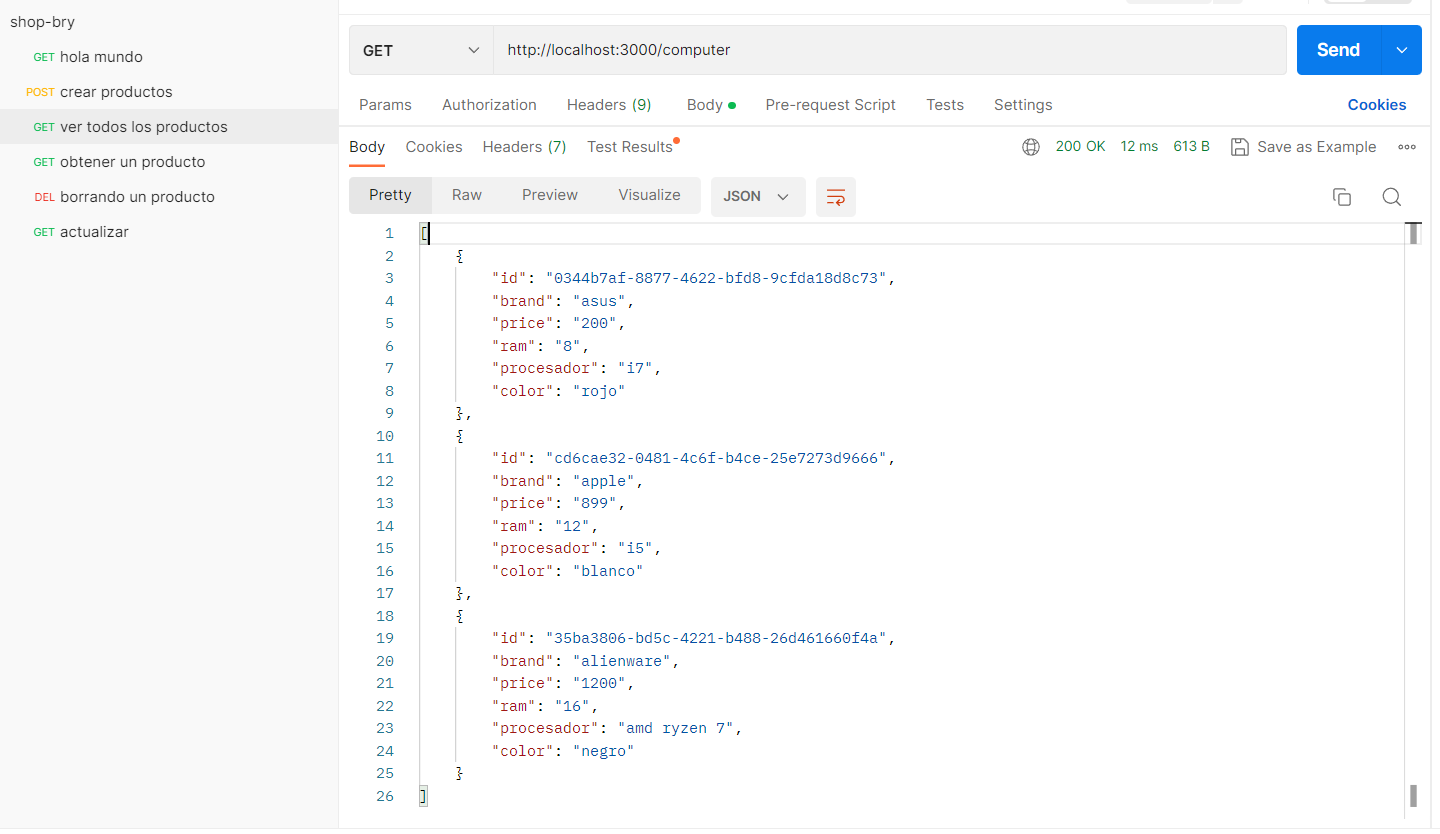 shop-bry
GET hola mundo
POST crear productos
GET ver todos los productos
GET obtener un producto
DEL borrando un producto
GET actualizar
GET http://localhost:3000/computer Send
Params Authorization Headers (9) Body Pre-request Script Tests Settings Cookies
Body Cookies Headers (7) Test Results 200 OK 12 ms 613 B Save as Example
Pretty Raw Preview Visualize JSON
1 [
2 {
3 "id": "0344b7af-8877-4622-bfd8-9cfda18d8c73",
4 "brand": "asus",
5 "price": "200",
6 "ram": "8",
7 "procesador": "i7",
8 "color": "rojo"
9 },
10 {
11 "id": "cd6cae32-0481-4c6f-b4ce-25e7273d9666",
12 "brand": "apple",
13 "price": "899",
14 "ram": "12",
15 "procesador": "i5",
16 "color": "blanco"
17 },
18 {
19 "id": "35ba3806-bd5c-4221-b488-26d461660f4a",
20 "brand": "alienware",
21 "price": "1200",
22 "ram": "16",
23 "procesador": "amd ryzen 7",
24 "color": "negro"
25 }
26 ]